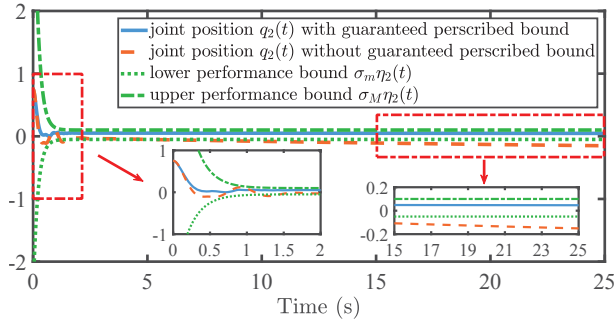 2
joint position q₂(t) with guaranteed perscribed bound
joint position q₂(t) without guaranteed perscribed bound
lower performance bound σₘη₂(t)
upper performance bound σ_Mη₂(t)
1
0
-1
-2
1
0
-1
0 0.5 1 1.5 2
0.2
0
-0.2
15 17 19 21 23 25
0 5 10 15 20 25
Time (s)